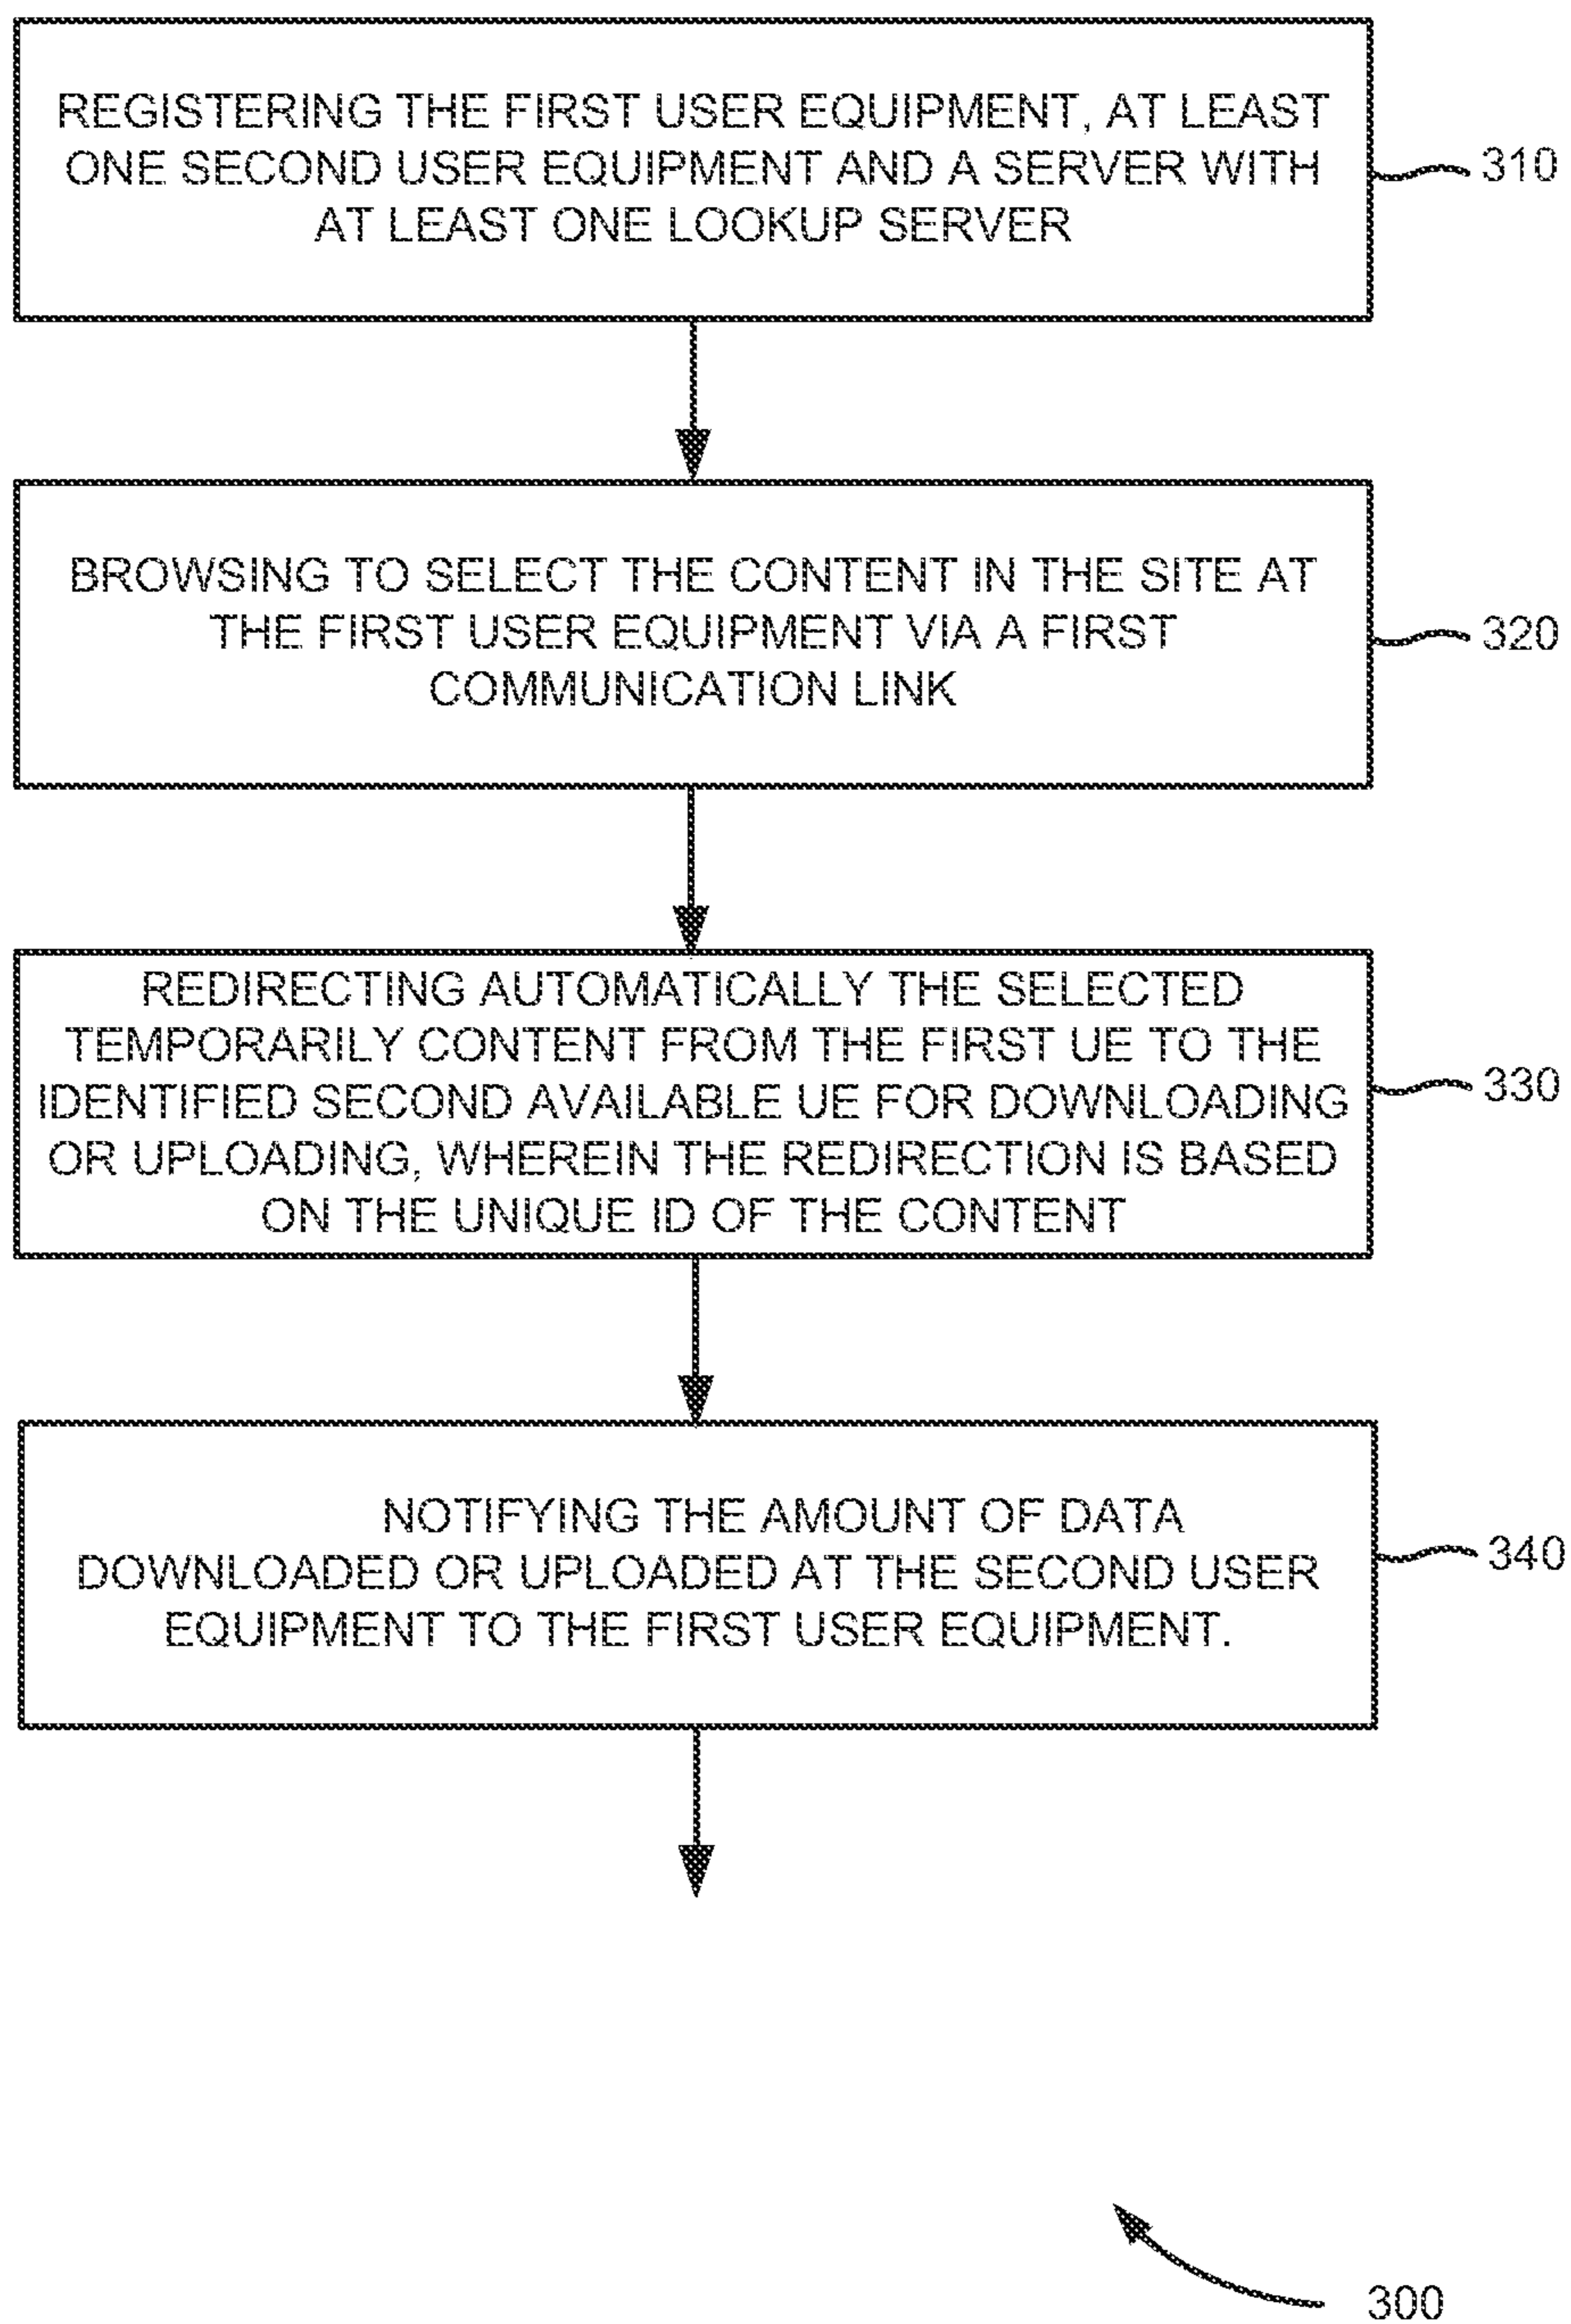 REGISTERING THE FIRST USER EQUIPMENT, AT LEAST
ONE SECOND USER EQUIPMENT AND A SERVER WITH
AT LEAST ONE LOOKUP SERVER
310
BROWSING TO SELECT THE CONTENT IN THE SITE AT
THE FIRST USER EQUIPMENT VIA A FIRST
COMMUNICATION LINK
320
REDIRECTING AUTOMATICALLY THE SELECTED
TEMPORARILY CONTENT FROM THE FIRST UE TO THE
IDENTIFIED SECOND AVAILABLE UE FOR DOWNLOADING
OR UPLOADING, WHEREIN THE REDIRECTION IS BASED
ON THE UNIQUE ID OF THE CONTENT
330
NOTIFYING THE AMOUNT OF DATA
DOWNLOADED OR UPLOADED AT THE SECOND USER
EQUIPMENT TO THE FIRST USER EQUIPMENT.
340
300